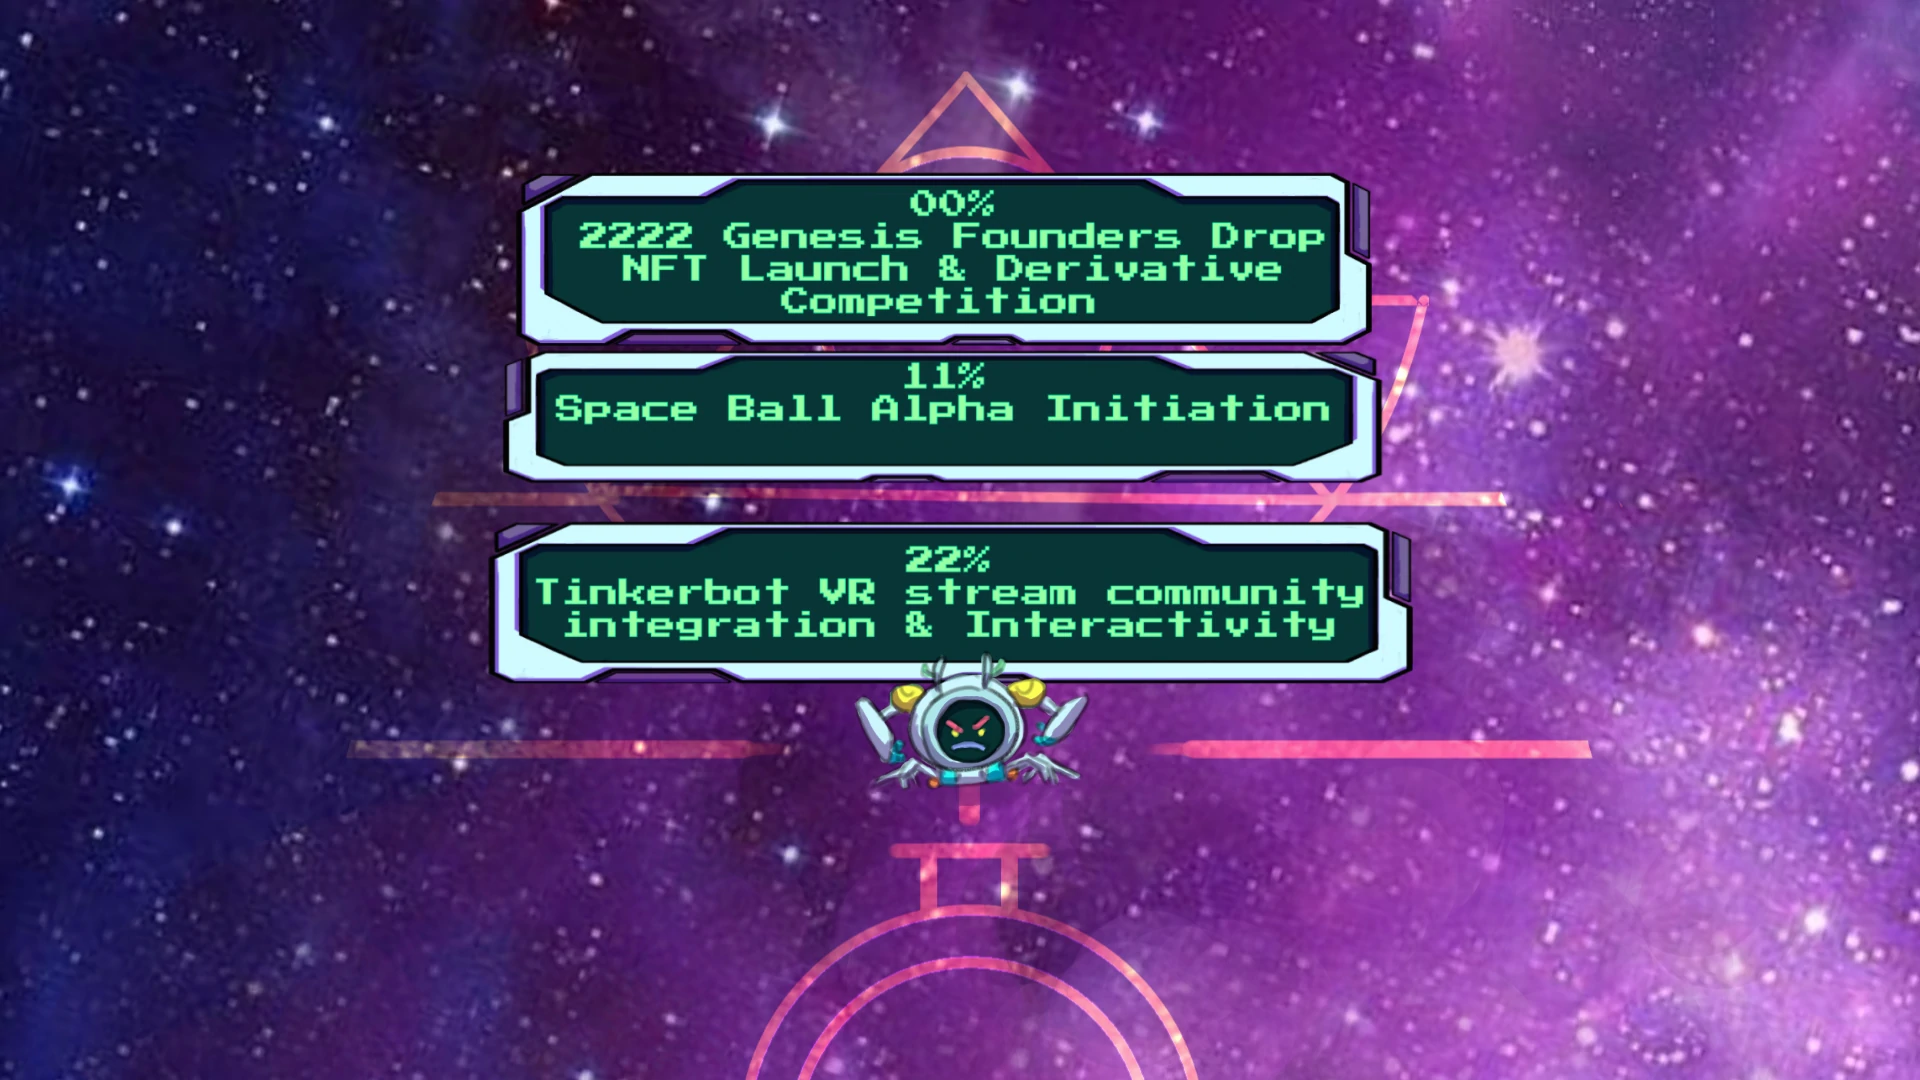 00%
2222 Genesis Founders Drop
NFT Launch & Derivative
Competition
11%
Space Ball Alpha Initiation
22%
Tinkerbot VR stream community
integration & Interactivity